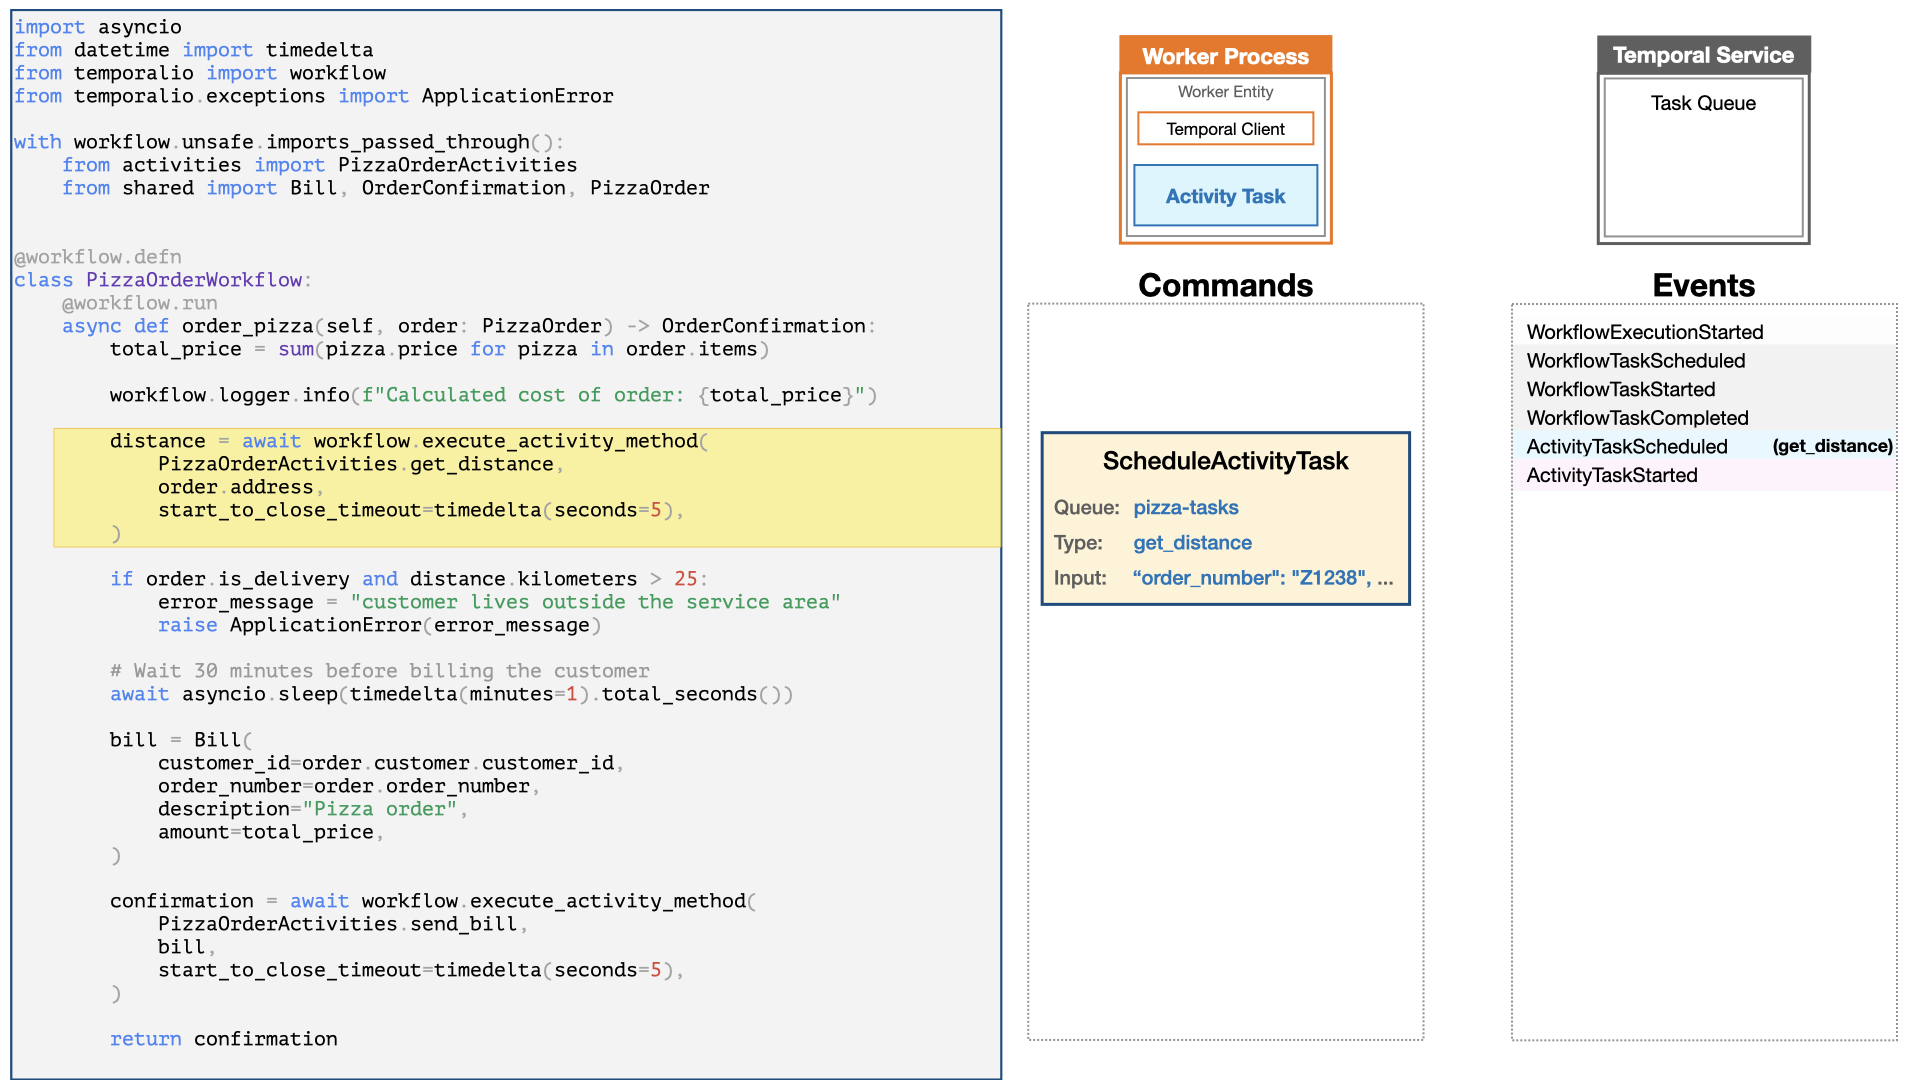 import asyncio
from datetime import timedelta
from temporalio import workflow
from temporalio.exceptions import ApplicationError

with workflow.unsafe.imports_passed_through():
    from activities import PizzaOrderActivities
    from shared import Bill, OrderConfirmation, PizzaOrder

@workflow.defn
class PizzaOrderWorkflow:
    @workflow.run
    async def order_pizza(self, order: PizzaOrder) -> OrderConfirmation:
        total_price = sum(pizza.price for pizza in order.items)

        workflow.logger.info(f"Calculated cost of order: {total_price}")

        distance = await workflow.execute_activity_method(
            PizzaOrderActivities.get_distance,
            order.address,
            start_to_close_timeout=timedelta(seconds=5),
        )

        if order.is_delivery and distance.kilometers > 25:
            error_message = "customer lives outside the service area"
            raise ApplicationError(error_message)

        # Wait 30 minutes before billing the customer
        await asyncio.sleep(timedelta(minutes=1).total_seconds())

        bill = Bill(
            customer_id=order.customer.customer_id,
            order_number=order.order_number,
            description="Pizza order",
            amount=total_price,
        )

        confirmation = await workflow.execute_activity_method(
            PizzaOrderActivities.send_bill,
            bill,
            start_to_close_timeout=timedelta(seconds=5),
        )

        return confirmation
Worker Process
Worker Entity
Temporal Client
Activity Task
Commands
ScheduleActivityTask
Queue: pizza-tasks
Type: get_distance
Input: “order_number": "Z1238", ...
Temporal Service
Task Queue
Events
WorkflowExecutionStarted
WorkflowTaskScheduled
WorkflowTaskStarted
WorkflowTaskCompleted
ActivityTaskScheduled (get_distance)
ActivityTaskStarted